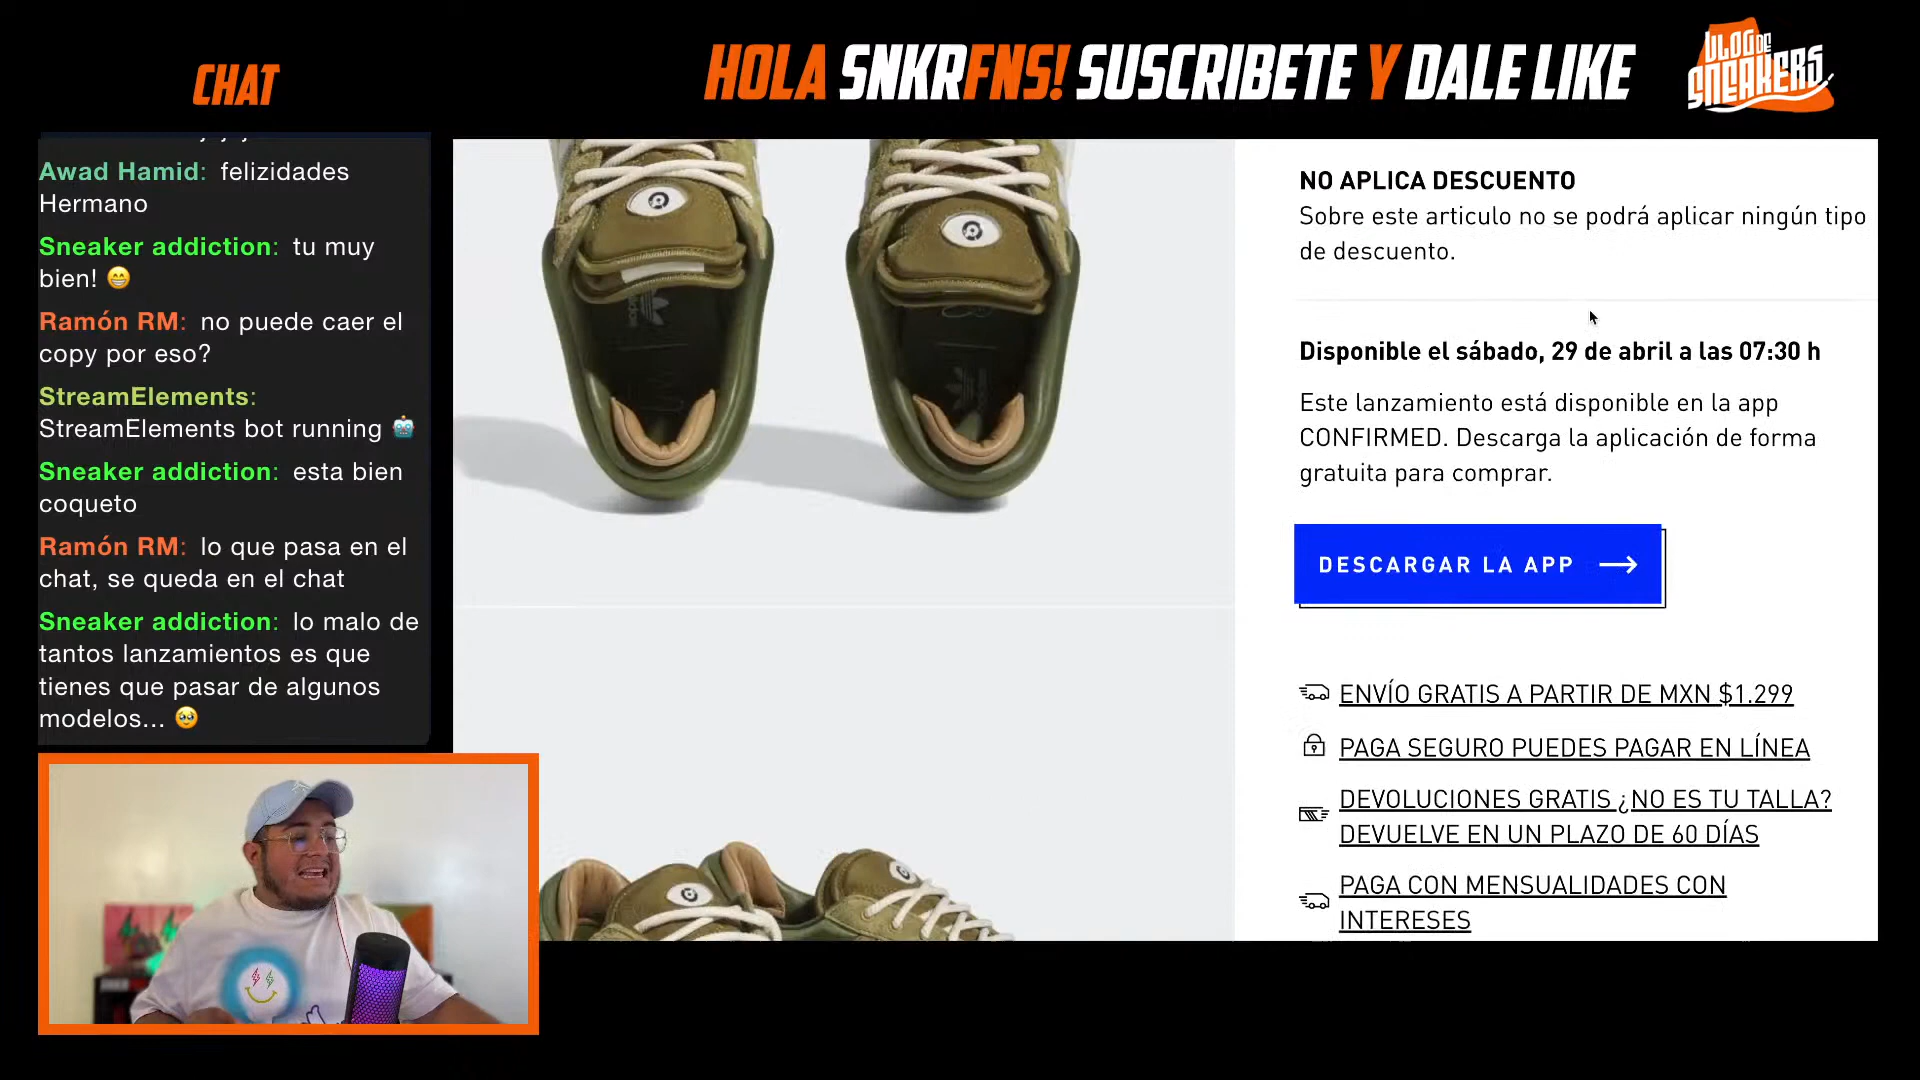 CHAT
HOLA SNKRFNS! SUSCRIBETE Y DALE LIKE
VLOG DE
SNEAKERS
Awad Hamid: felizidades
Hermano
Sneaker addiction: tu muy
bien! 😁
Ramón RM: no puede caer el
copy por eso?
StreamElements:
StreamElements bot running 🤖
Sneaker addiction: esta bien
coqueto
Ramón RM: lo que pasa en el
chat, se queda en el chat
Sneaker addiction: lo malo de
tantos lanzamientos es que
tienes que pasar de algunos
modelos... 🥹
NO APLICA DESCUENTO
Sobre este articulo no se podrá aplicar ningún tipo
de descuento.
Disponible el sábado, 29 de abril a las 07:30 h
Este lanzamiento está disponible en la app
CONFIRMED. Descarga la aplicación de forma
gratuita para comprar.
DESCARGAR LA APP
ENVÍO GRATIS A PARTIR DE MXN $1.299
PAGA SEGURO PUEDES PAGAR EN LÍNEA
DEVOLUCIONES GRATIS ¿NO ES TU TALLA?
DEVUELVE EN UN PLAZO DE 60 DÍAS
PAGA CON MENSUALIDADES CON
INTERESES